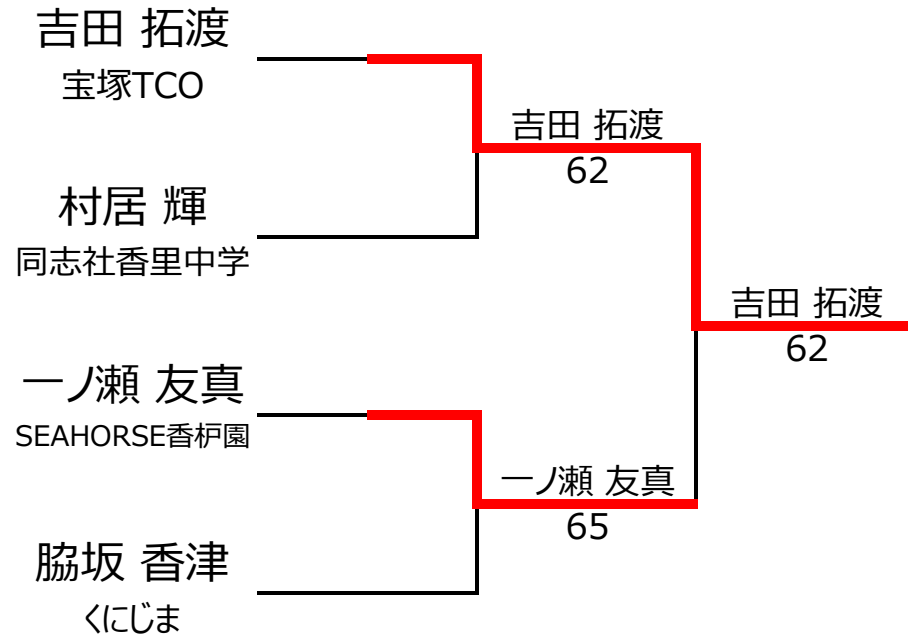 吉田 拓渡
宝塚TCO
吉田 拓渡
62
村居 輝
同志社香里中学
吉田 拓渡
62
一ノ瀬 友真
SEAHORSE香枦園
一ノ瀬 友真
65
脇坂 香津
くにじま